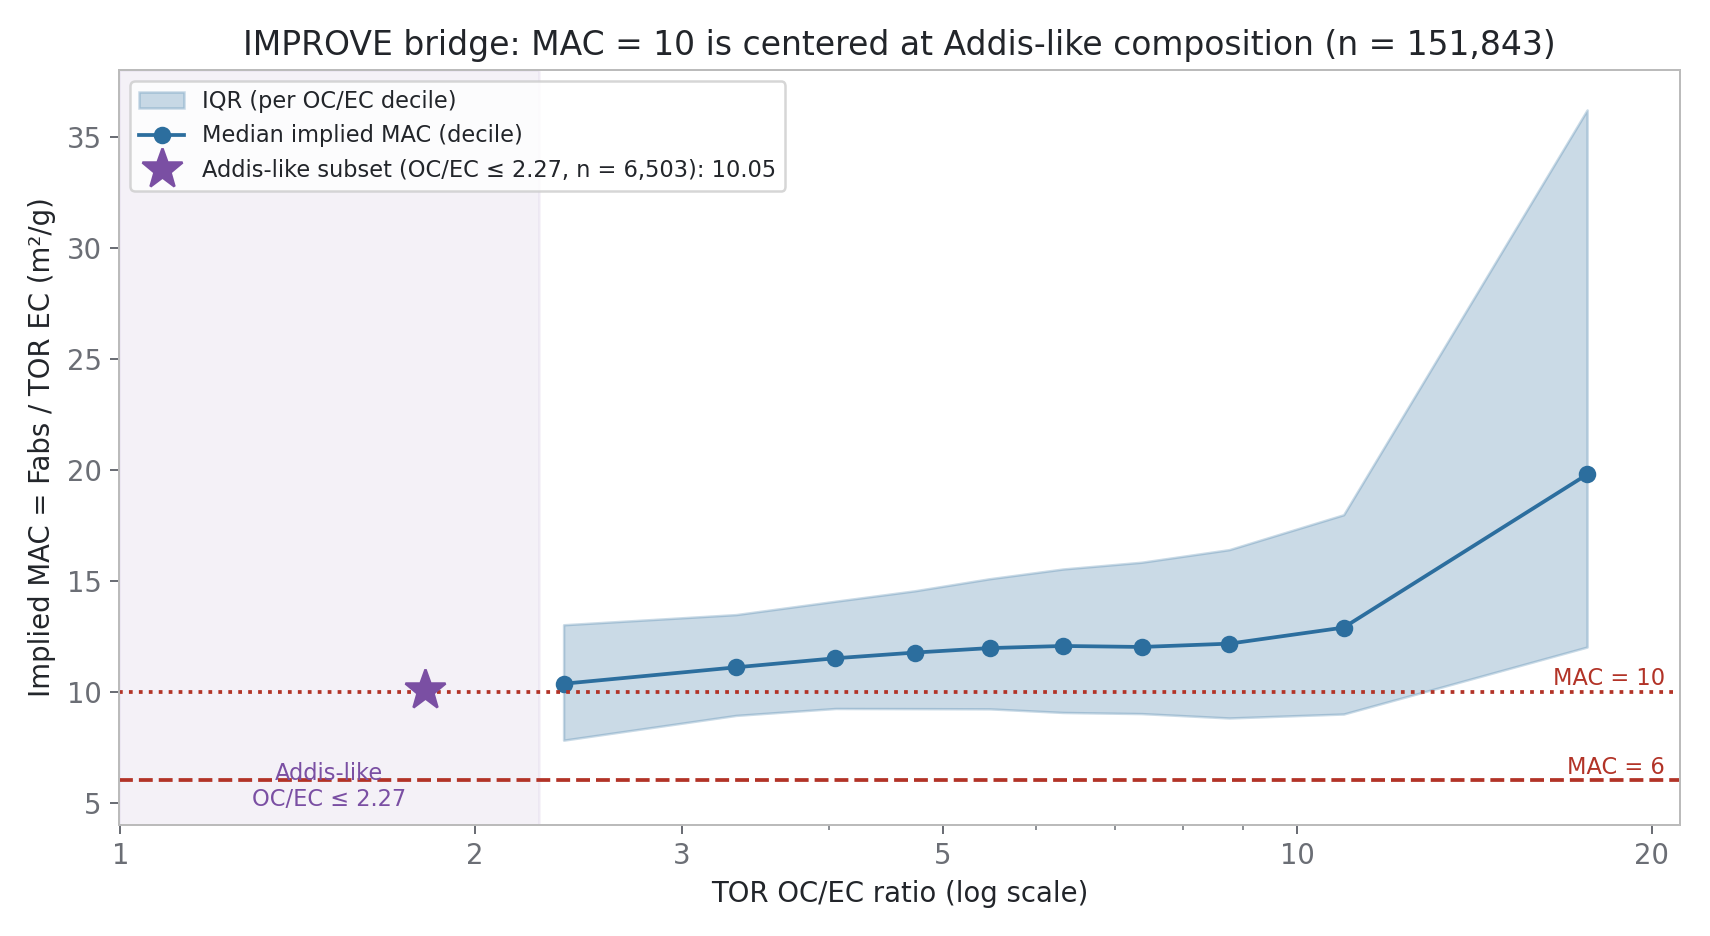 IMPROVE bridge: MAC = 10 is centered at Addis-like composition (n = 151,843)
IQR (per OC/EC decile)
Median implied MAC (decile)
Addis-like subset (OC/EC ≤ 2.27, n = 6,503): 10.05
Implied MAC = Fabs / TOR EC (m²/g)
35
30
25
20
15
10
5
MAC = 10
MAC = 6
Addis-like
OC/EC ≤ 2.27
1
2
3
5
10
20
TOR OC/EC ratio (log scale)